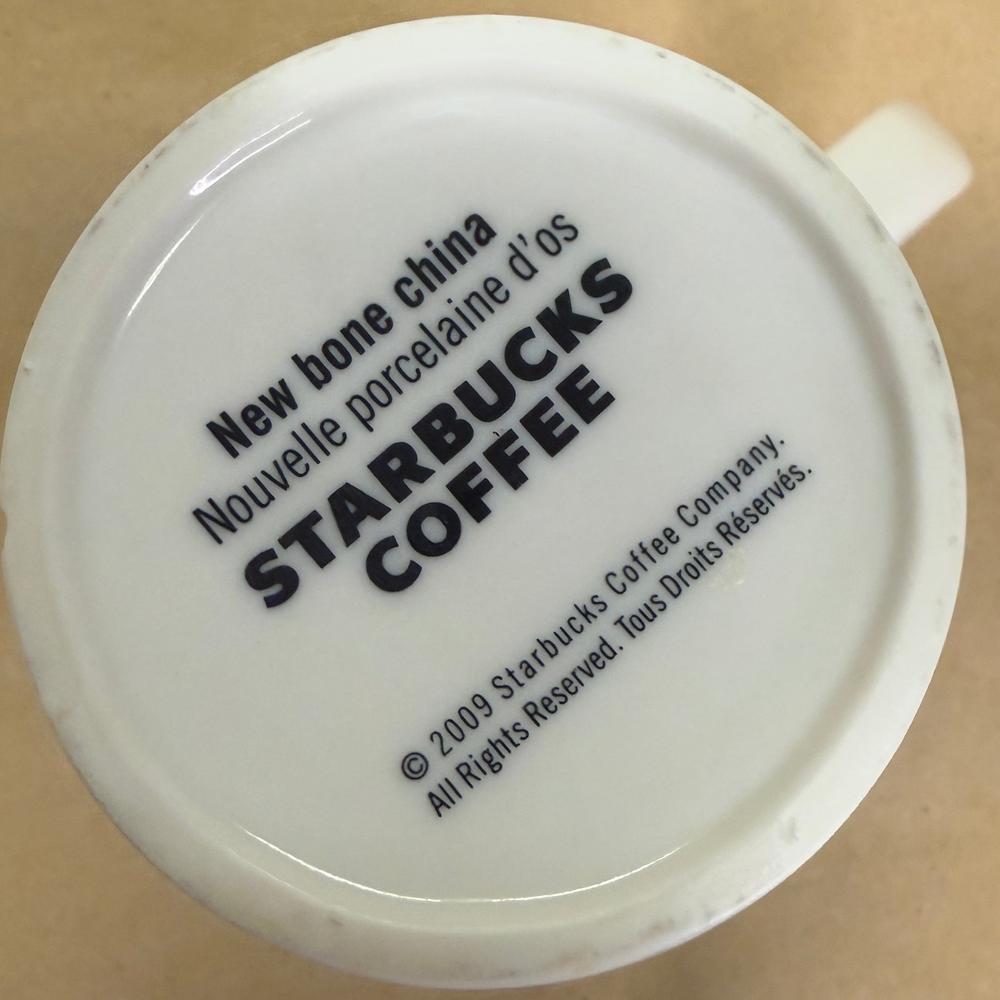 New bone china
Nouvelle porcelaine d'os
STARBUCKS
COFFEE
© 2009 Starbucks Coffee Company.
All Rights Reserved. Tous Droits Réservés.